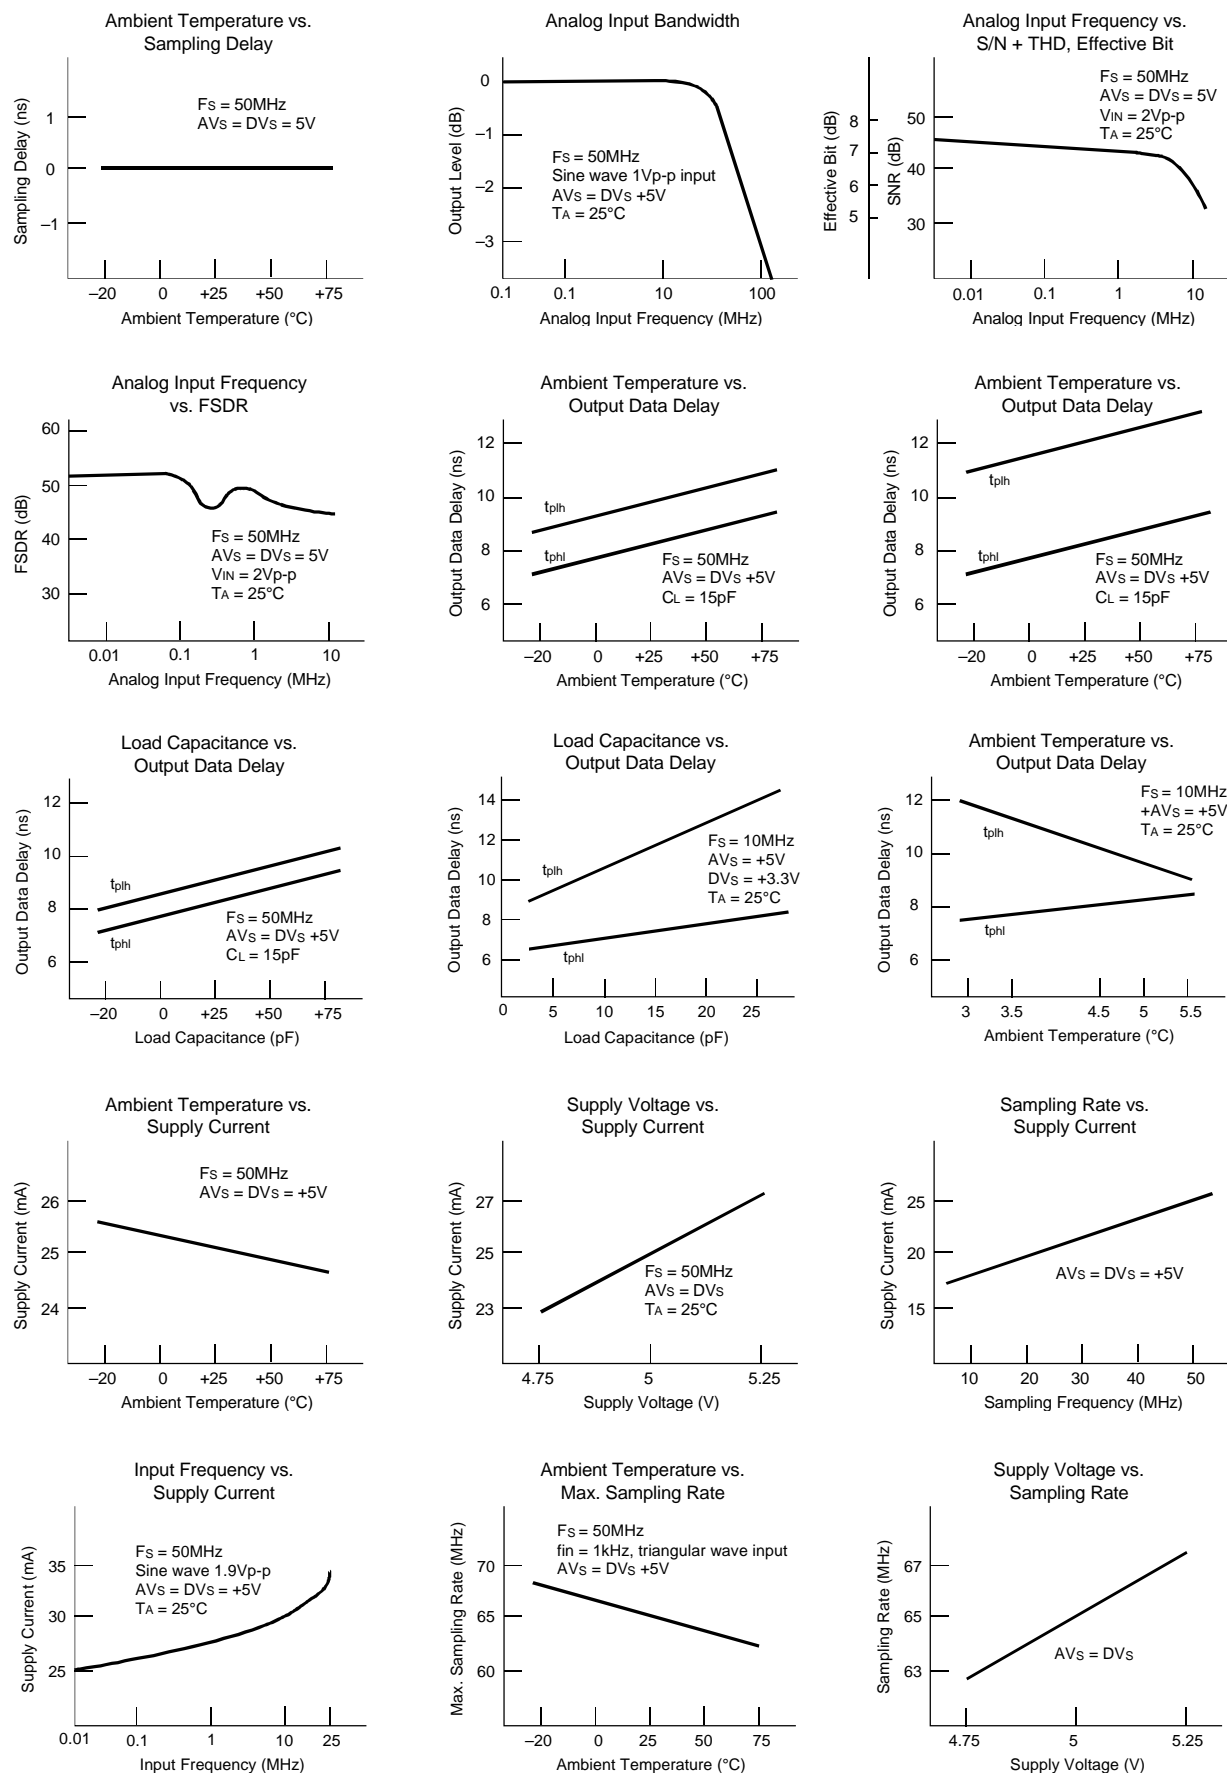 Ambient Temperature vs.
Sampling Delay
Sampling Delay (ns)
1
0
–1
FS = 50MHz
AVS = DVS = 5V
–20 0 +25 +50 +75
Ambient Temperature (°C)
Analog Input Bandwidth
Output Level (dB)
0
–1
–2
–3
FS = 50MHz
Sine wave 1Vp-p input
AVS = DVS +5V
TA = 25°C
0.1 0.1 10 100
Analog Input Frequency (MHz)
Analog Input Frequency vs.
S/N + THD, Effective Bit
Effective Bit (dB)
8
7
6
5
SNR (dB)
50
40
30
FS = 50MHz
AVS = DVS = 5V
VIN = 2Vp-p
TA = 25°C
0.01 0.1 1 10
Analog Input Frequency (MHz)
Analog Input Frequency
vs. FSDR
FSDR (dB)
60
50
40
30
FS = 50MHz
AVS = DVS = 5V
VIN = 2Vp-p
TA = 25°C
0.01 0.1 1 10
Analog Input Frequency (MHz)
Ambient Temperature vs.
Output Data Delay
Output Data Delay (ns)
12
10
8
6
tplh
tphl
FS = 50MHz
AVS = DVS +5V
CL = 15pF
–20 0 +25 +50 +75
Ambient Temperature (°C)
Ambient Temperature vs.
Output Data Delay
Output Data Delay (ns)
12
10
8
6
tplh
tphl
FS = 50MHz
AVS = DVS +5V
CL = 15pF
–20 0 +25 +50 +75
Ambient Temperature (°C)
Load Capacitance vs.
Output Data Delay
Output Data Delay (ns)
12
10
8
6
tplh
tphl
FS = 50MHz
AVS = DVS +5V
CL = 15pF
–20 0 +25 +50 +75
Load Capacitance (pF)
Load Capacitance vs.
Output Data Delay
Output Data Delay (ns)
14
12
10
8
6
tplh
tphl
FS = 10MHz
AVS = +5V
DVS = +3.3V
TA = 25°C
0 5 10 15 20 25
Load Capacitance (pF)
Ambient Temperature vs.
Output Data Delay
Output Data Delay (ns)
12
10
8
6
tplh
tphl
FS = 10MHz
+AVS = +5V
TA = 25°C
3 3.5 4.5 5 5.5
Ambient Temperature (°C)
Ambient Temperature vs.
Supply Current
Supply Current (mA)
26
25
24
FS = 50MHz
AVS = DVS = +5V
–20 0 +25 +50 +75
Ambient Temperature (°C)
Supply Voltage vs.
Supply Current
Supply Current (mA)
27
25
23
FS = 50MHz
AVS = DVS
TA = 25°C
4.75 5 5.25
Supply Voltage (V)
Sampling Rate vs.
Supply Current
Supply Current (mA)
25
20
15
AVS = DVS = +5V
10 20 30 40 50
Sampling Frequency (MHz)
Input Frequency vs.
Supply Current
Supply Current (mA)
35
30
25
FS = 50MHz
Sine wave 1.9Vp-p
AVS = DVS = +5V
TA = 25°C
0.01 0.1 1 10 25
Input Frequency (MHz)
Ambient Temperature vs.
Max. Sampling Rate
Max. Sampling Rate (MHz)
70
65
60
FS = 50MHz
fin = 1kHz, triangular wave input
AVS = DVS +5V
–20 0 25 50 75
Ambient Temperature (°C)
Supply Voltage vs.
Sampling Rate
Sampling Rate (MHz)
67
65
63
AVS = DVS
4.75 5 5.25
Supply Voltage (V)